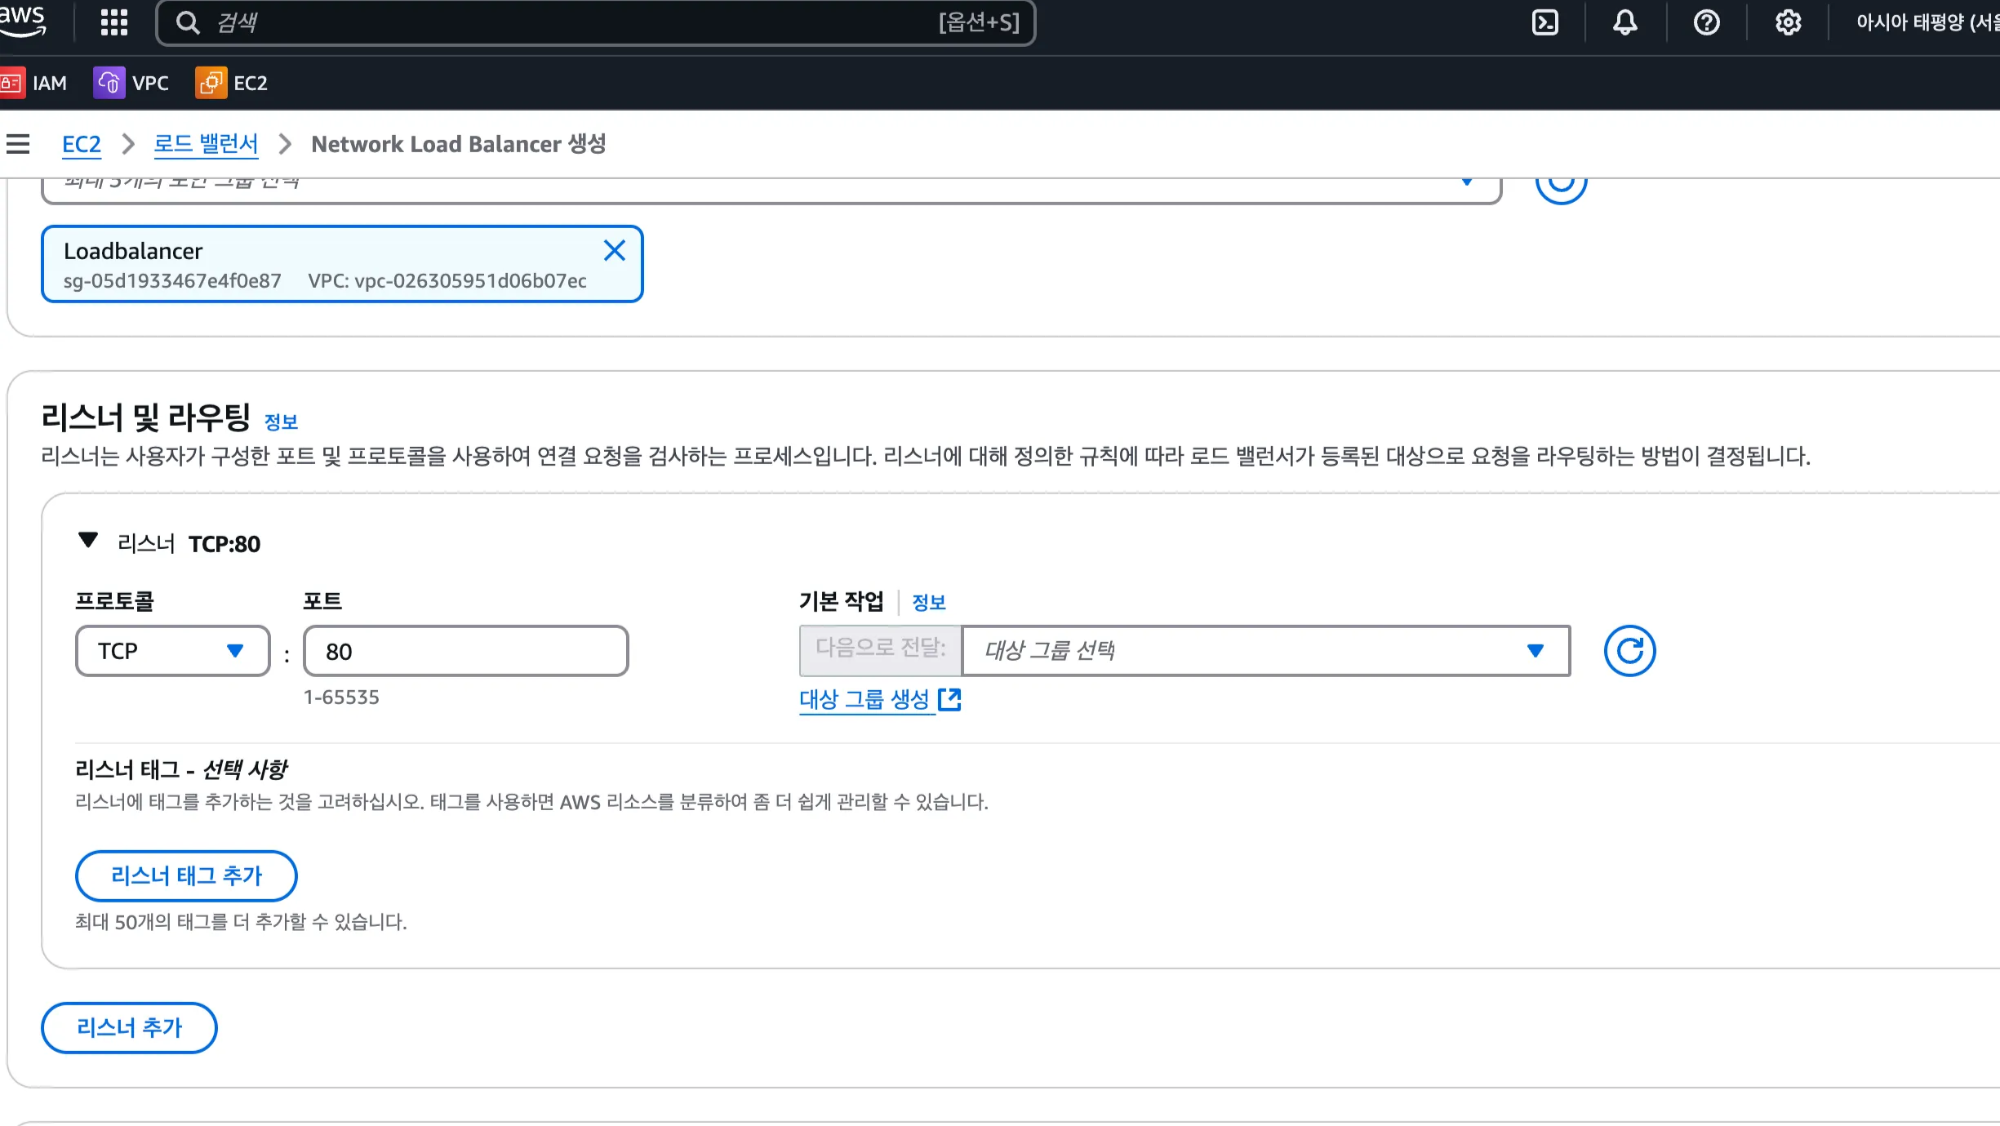 aws
검색
[옵션+S]
아시아 태평양 (서울
IAM
VPC
EC2
EC2
로드 밸런서
Network Load Balancer 생성
최대 5개의 보안 그룹 선택
Loadbalancer
sg-05d1933467e4f0e87 VPC: vpc-026305951d06b07ec
리스너 및 라우팅 정보
리스너는 사용자가 구성한 포트 및 프로토콜을 사용하여 연결 요청을 검사하는 프로세스입니다. 리스너에 대해 정의한 규칙에 따라 로드 밸런서가 등록된 대상으로 요청을 라우팅하는 방법이 결정됩니다.
리스너 TCP:80
프로토콜
포트
기본 작업 정보
TCP
:
80
다음으로 전달:
대상 그룹 선택
1-65535
대상 그룹 생성
리스너 태그 - 선택 사항
리스너에 태그를 추가하는 것을 고려하십시오. 태그를 사용하면 AWS 리소스를 분류하여 좀 더 쉽게 관리할 수 있습니다.
리스너 태그 추가
최대 50개의 태그를 더 추가할 수 있습니다.
리스너 추가